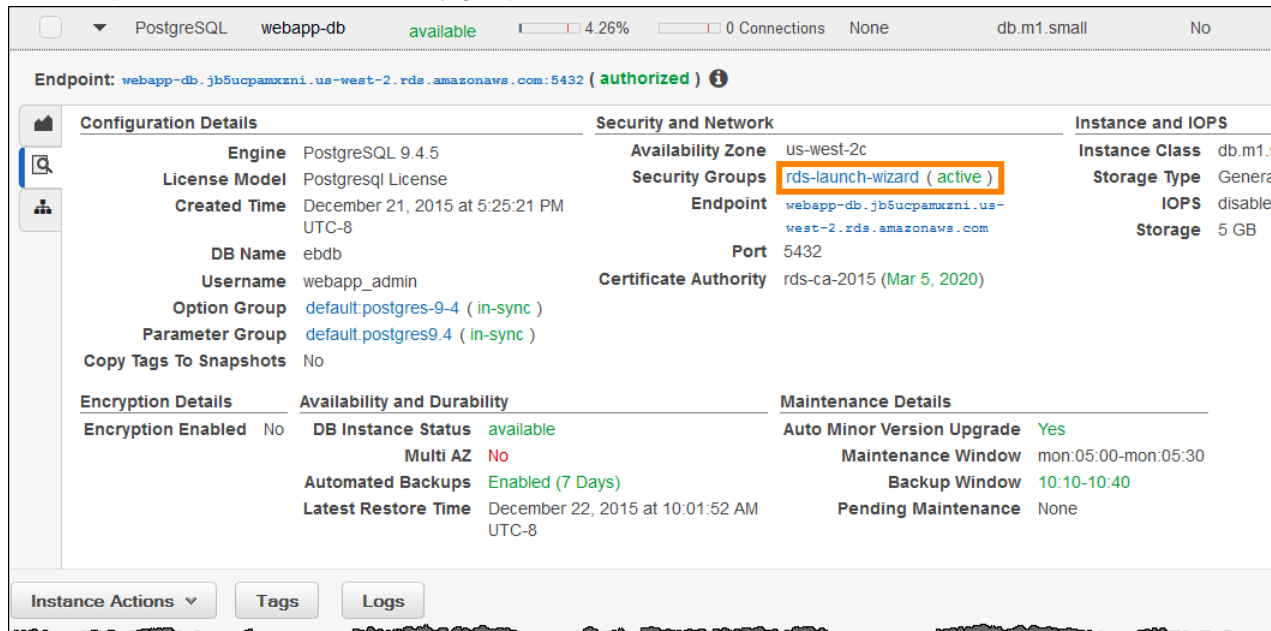 PostgreSQL webapp-db available 4.26% 0 Connections None db.m1.small No
Endpoint: webapp-db.jb5ucpamxzni.us-west-2.rds.amazonaws.com:5432 ( authorized )
Configuration Details Security and Network Instance and IOPS
Engine PostgreSQL 9.4.5 Availability Zone us-west-2c Instance Class db.m1.s
License Model Postgresql License Security Groups rds-launch-wizard ( active ) Storage Type Genera
Created Time December 21, 2015 at 5:25:21 PM Endpoint webapp-db.jb5ucpamxzni.us- IOPS disable
UTC-8 west-2.rds.amazonaws.com Storage 5 GB
DB Name ebdb Port 5432
Username webapp_admin Certificate Authority rds-ca-2015 (Mar 5, 2020)
Option Group default:postgres-9-4 ( in-sync )
Parameter Group default.postgres9.4 ( in-sync )
Copy Tags To Snapshots No
Encryption Details Availability and Durability Maintenance Details
Encryption Enabled No DB Instance Status available Auto Minor Version Upgrade Yes
Multi AZ No Maintenance Window mon:05:00-mon:05:30
Automated Backups Enabled (7 Days) Backup Window 10:10-10:40
Latest Restore Time December 22, 2015 at 10:01:52 AM Pending Maintenance None
UTC-8
Instance Actions Tags Logs